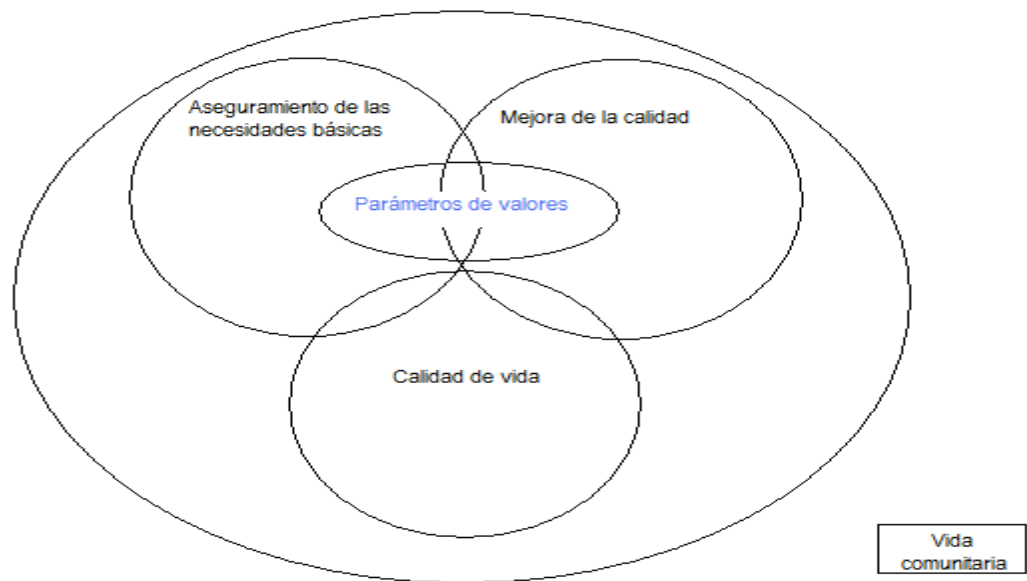 Aseguramiento de las
necesidades básicas
Mejora de la calidad
Parámetros de valores
Calidad de vida
Vida
comunitaria